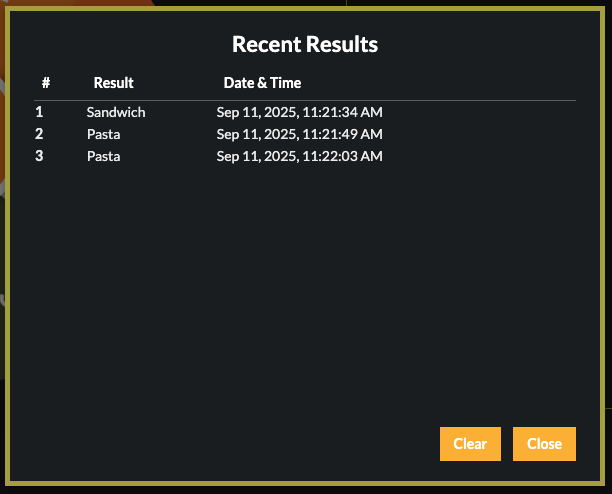 Recent Results
# Result Date & Time
1 Sandwich Sep 11, 2025, 11:21:34 AM
2 Pasta Sep 11, 2025, 11:21:49 AM
3 Pasta Sep 11, 2025, 11:22:03 AM
Clear Close